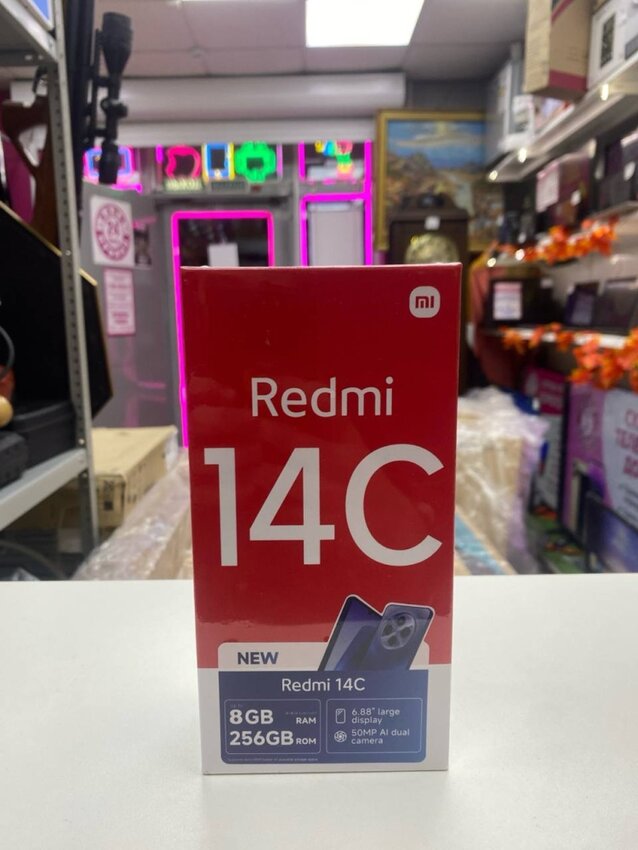 mi
Redmi
14C
NEW
Redmi 14C
8GB RAM
256GB ROM
6.88" large
display
50MP AI dual
camera